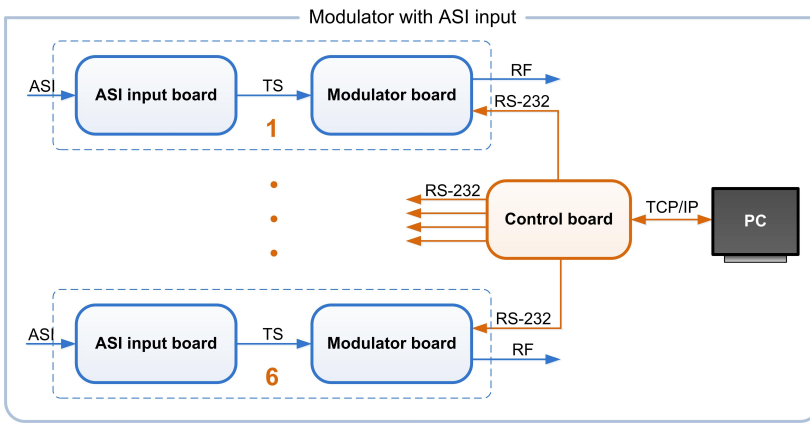 Modulator with ASI input
ASI
ASI input board
TS
Modulator board
RF
RS-232
1
RS-232
Control board
TCP/IP
PC
ASI
ASI input board
TS
Modulator board
RS-232
RF
6